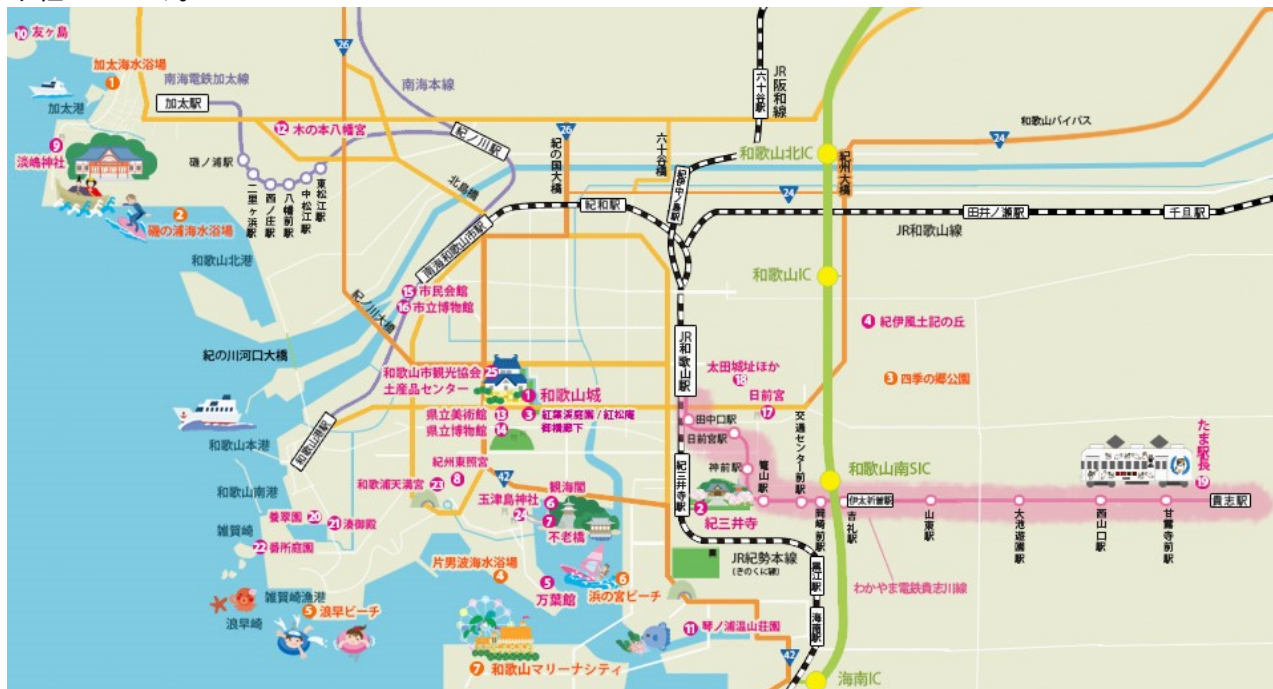 10 友ヶ島
加太海水浴場
1
加太港
南海電鉄加太線
加太駅
26
南海本線
12 木の本八幡宮
9
淡嶋神社
磯ノ浦駅
二里ヶ浜駅
西ノ庄駅
八幡前駅
中松江駅
東松江駅
2
磯の浦海水浴場
和歌山北港
紀ノ川駅
北島橋
26
紀の国大橋
六十谷橋
六十谷駅
JR阪和線
和歌山バイパス
24
和歌山北IC
紀州大橋
24
紀伊中ノ島駅
紀和駅
田井ノ瀬駅
千旦駅
JR和歌山線
南海和歌山市駅
和歌山IC
15 市民会館
16 市立博物館
紀ノ川大橋
4 紀伊風土記の丘
紀の川河口大橋
JR和歌山駅
和歌山市観光協会 25
土産品センター
太田城址ほか
18
3 四季の郷公園
1 和歌山城
日前宮
17
県立美術館 13
3 紅葉渓庭園/紅松庵
御橋廊下
県立博物館 14
田中口駅
日前宮駅
交通センター前駅
たま駅長
19
和歌山本港
和歌山港駅
紀州東照宮
8
42
神前駅
竈山駅
和歌山南SIC
和歌山南港
和歌浦天満宮 23
玉津島神社
24
観海閣
6
7
不老橋
紀三井寺駅
2 紀三井寺
岡崎前駅
吉礼駅
伊太祈曽駅
山東駅
大池遊園駅
西山口駅
甘露寺前駅
貴志駅
養翠園 20
21 湊御殿
雑賀崎
22 番所庭園
片男波海水浴場
4
JR紀勢本線
(きのくに線)
黒江駅
わかやま電鉄貴志川線
5
万葉館
6
浜の宮ビーチ
雑賀崎漁港
5 浪早ビーチ
浪早崎
11 琴ノ浦温山荘園
海南駅
42
7 和歌山マリーナシティ
海南IC